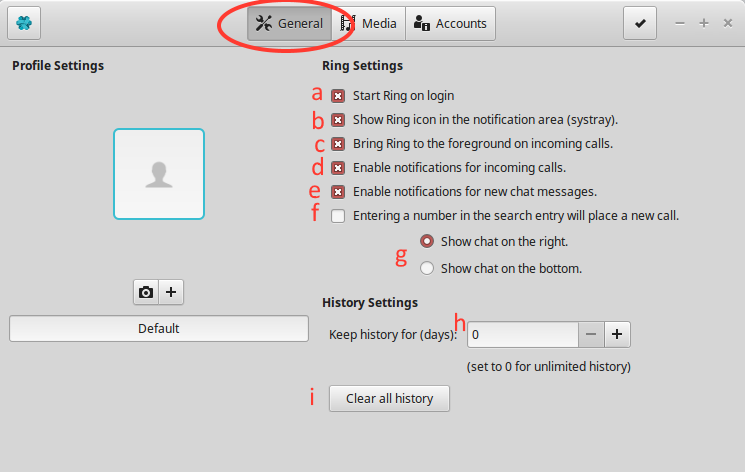 General Media Accounts
Profile Settings
Ring Settings
a Start Ring on login
b Show Ring icon in the notification area (systray).
c Bring Ring to the foreground on incoming calls.
d Enable notifications for incoming calls.
e Enable notifications for new chat messages.
f Entering a number in the search entry will place a new call.
g Show chat on the right.
Show chat on the bottom.
History Settings
Default
Keep history for (days): h 0
(set to 0 for unlimited history)
i Clear all history